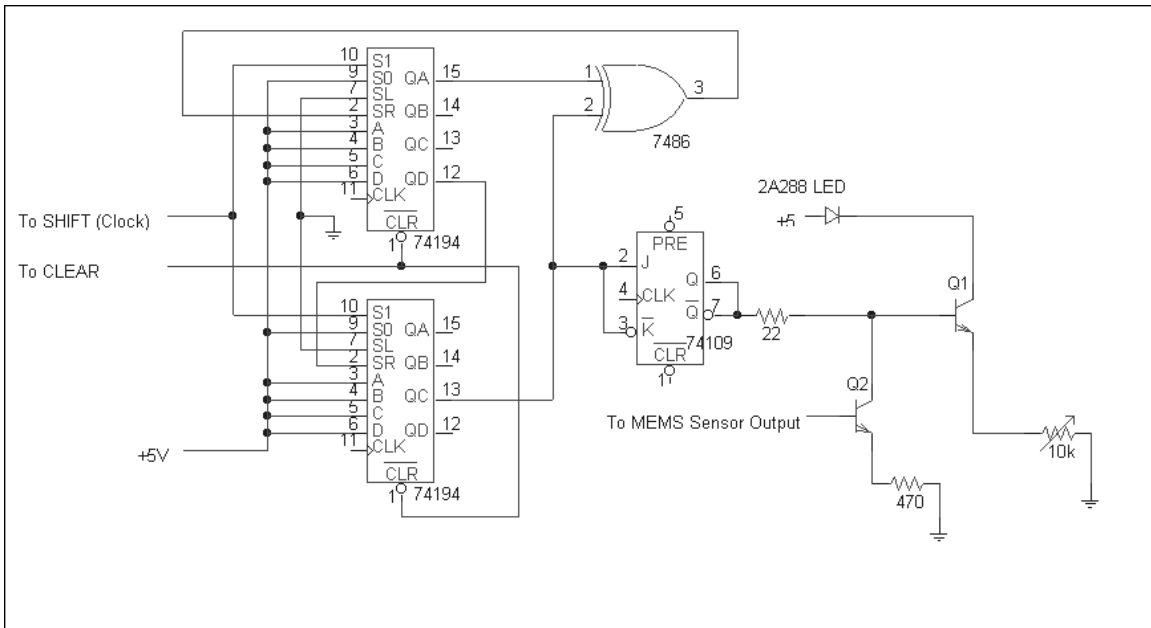 10 S1
9 S0 QA 15
7 SL
2 SR QB 14
3 A
4 B QC 13
5 C
6 D QD 12
11 CLK
CLR
1 74194
1
2
3
7486
2A288 LED
+5
To SHIFT (Clock)
To CLEAR
5
PRE
2 J Q 6
4 CLK
3 K Q 7
74109
CLR
1
22
Q1
Q2
10 S1
9 S0 QA 15
7 SL
2 SR QB 14
3 A
4 B QC 13
5 C
6 D QD 12
11 CLK
CLR
1 74194
To MEMS Sensor Output
+5V
10k
470